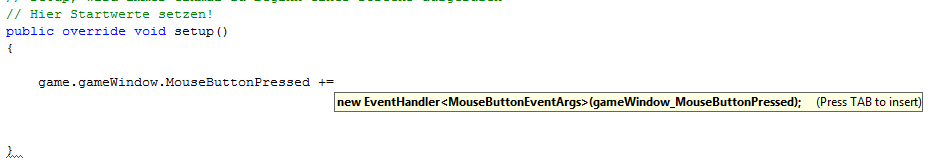 // Hier Startwerte setzen!
public override void setup()
{
game.gameWindow.MouseButtonPressed +=
new EventHandler<MouseButtonEventArgs>(gameWindow_MouseButtonPressed); (Press TAB to insert)
}